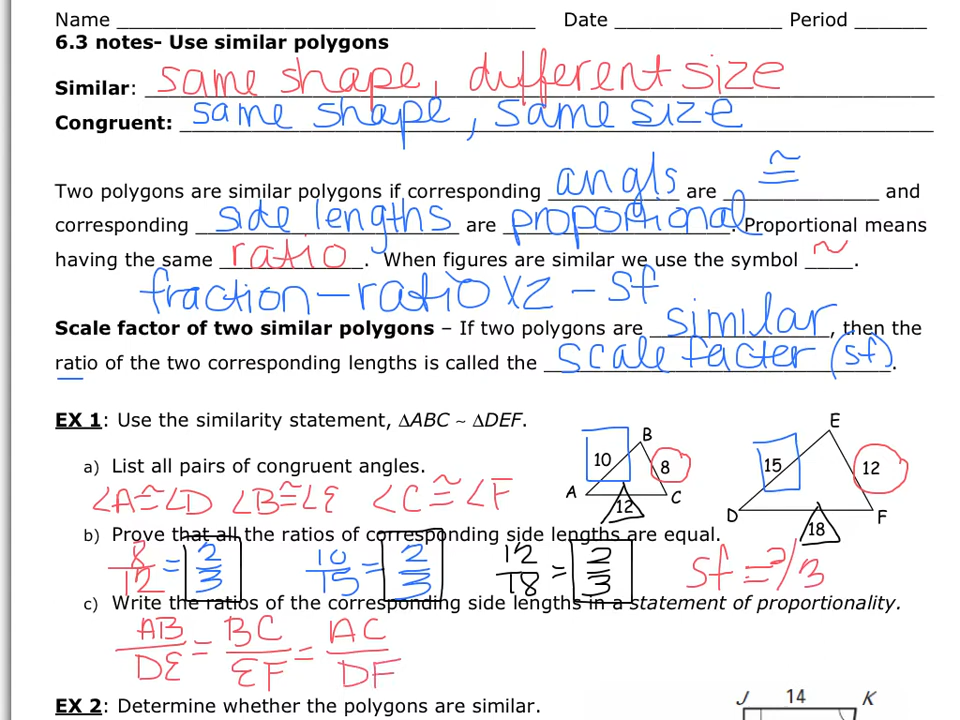 Name ____ Date ____ Period ____
6.3 notes- Use similar polygons
Similar: same shape, different size
Congruent: same shape, same size
Two polygons are similar polygons if corresponding angls are ≅ and
corresponding side lengths are proportional. Proportional means
having the same ratio. When figures are similar we use the symbol ~.
fraction - ratio x2 - sf
Scale factor of two similar polygons – If two polygons are similar, then the
ratio of the two corresponding lengths is called the scale facter (sf).
EX 1: Use the similarity statement, ΔABC ~ ΔDEF.
a) List all pairs of congruent angles.
∠A≅∠D ∠B≅∠E ∠C≅∠F
B
10
8
A
C
12
E
15
12
D
F
18
b) Prove that all the ratios of corresponding side lengths are equal.
8/12 = 2/3 10/15 = 2/3 12/18 = 2/3 sf = 2/3
c) Write the ratios of the corresponding side lengths in a statement of proportionality.
AB/DE = BC/EF = AC/DF
EX 2: Determine whether the polygons are similar.
J 14 K